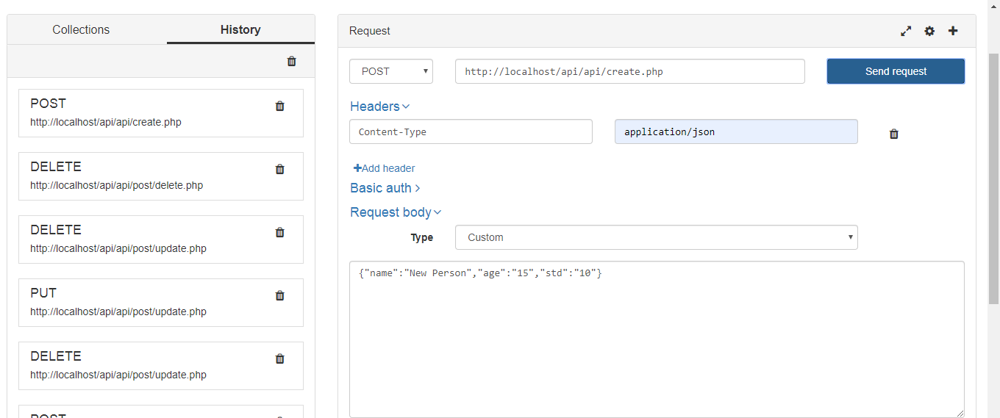 Collections History
POST
http://localhost/api/api/create.php
DELETE
http://localhost/api/api/post/delete.php
DELETE
http://localhost/api/api/post/update.php
PUT
http://localhost/api/api/post/update.php
DELETE
http://localhost/api/api/post/update.php
POST
Request
POST http://localhost/api/api/create.php Send request
Headers
Content-Type application/json
Add header
Basic auth
Request body
Type Custom
{"name":"New Person","age":"15","std":"10"}